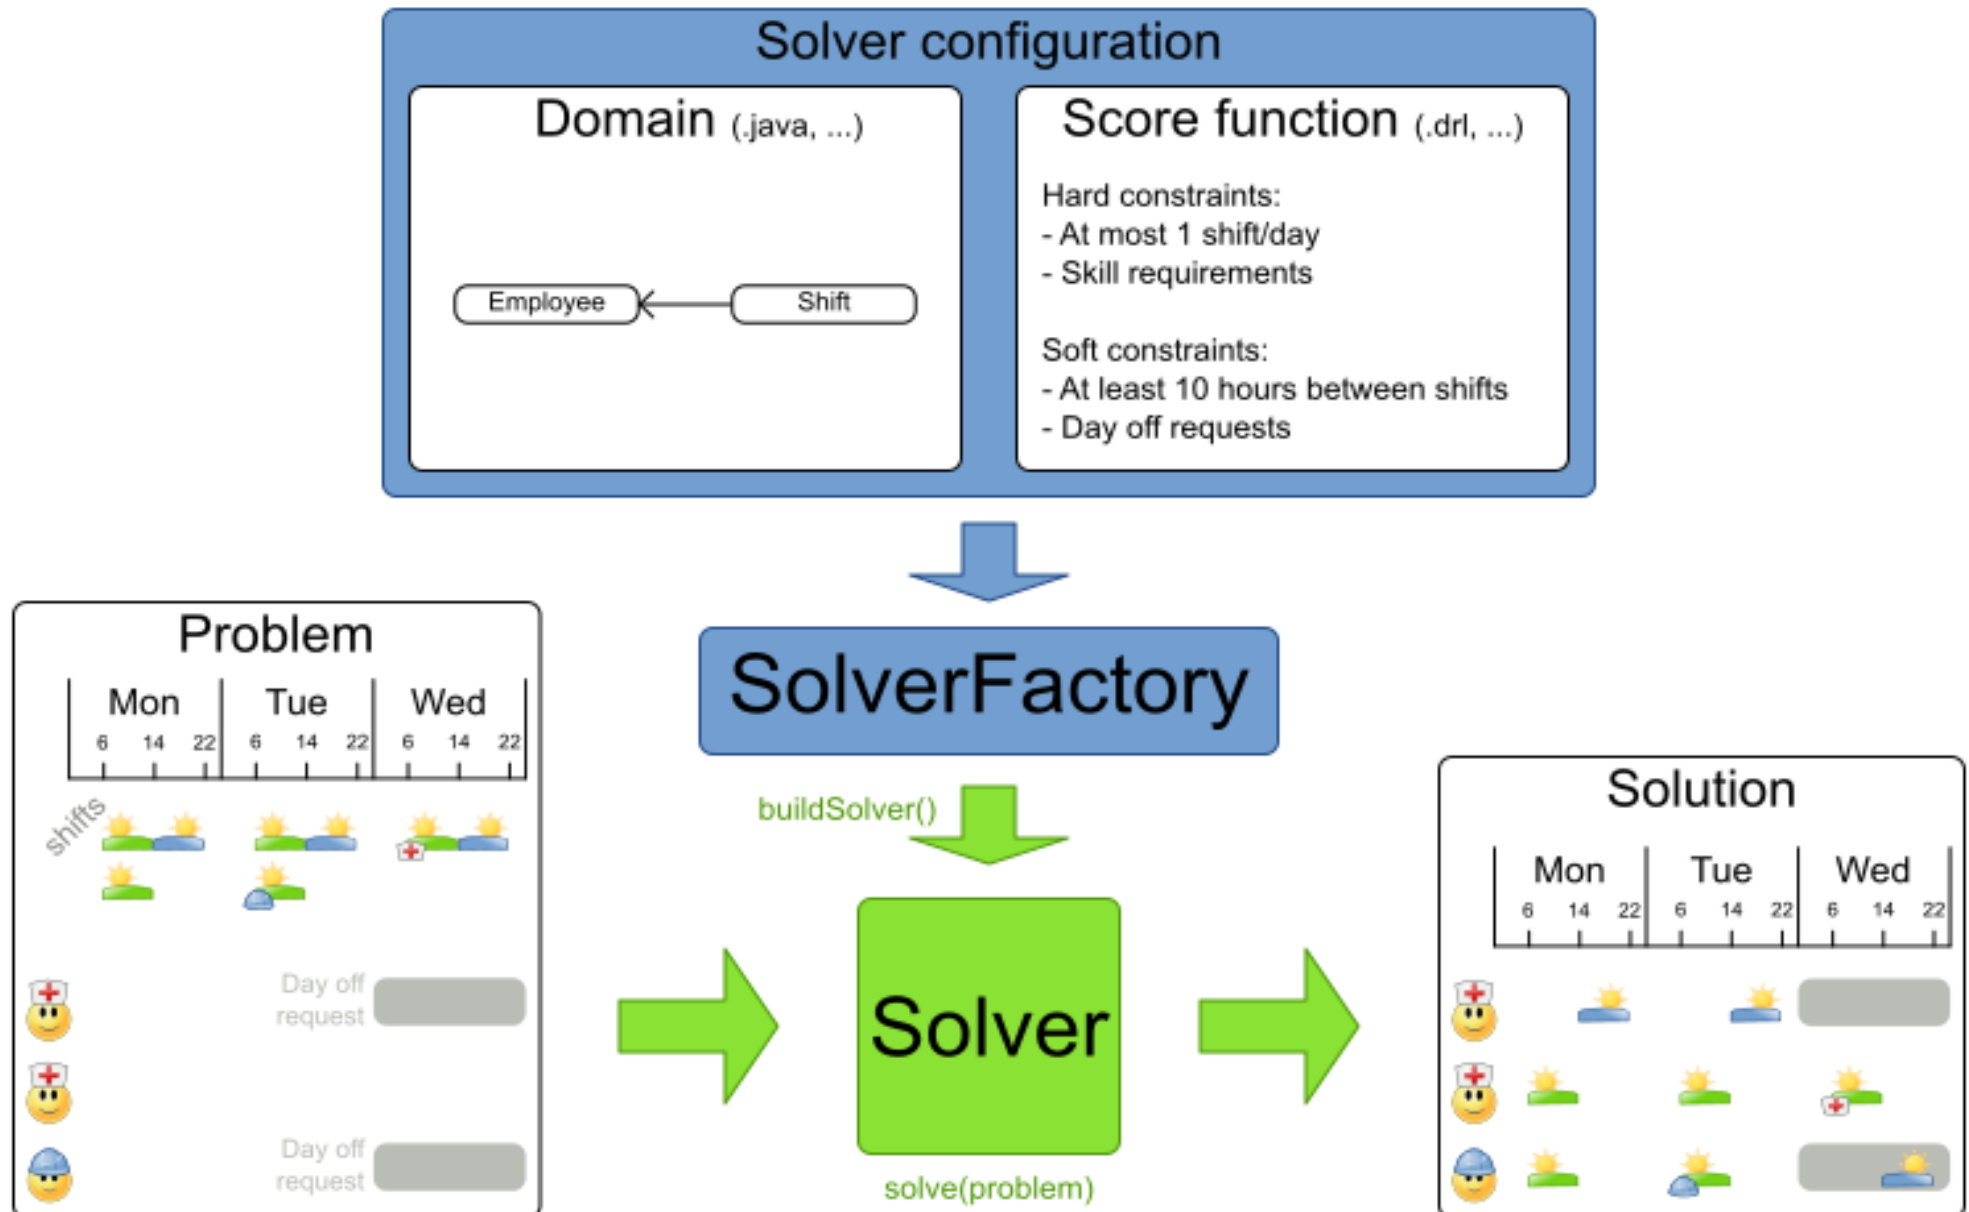 Solver configuration
Domain (.java, ...)
Employee
Shift
Score function (.drl, ...)
Hard constraints:
- At most 1 shift/day
- Skill requirements
Soft constraints:
- At least 10 hours between shifts
- Day off requests
SolverFactory
buildSolver()
Problem
Mon Tue Wed
6 14 22 6 14 22 6 14 22
shifts
Day off
request
Day off
request
Solver
solve(problem)
Solution
Mon Tue Wed
6 14 22 6 14 22 6 14 22